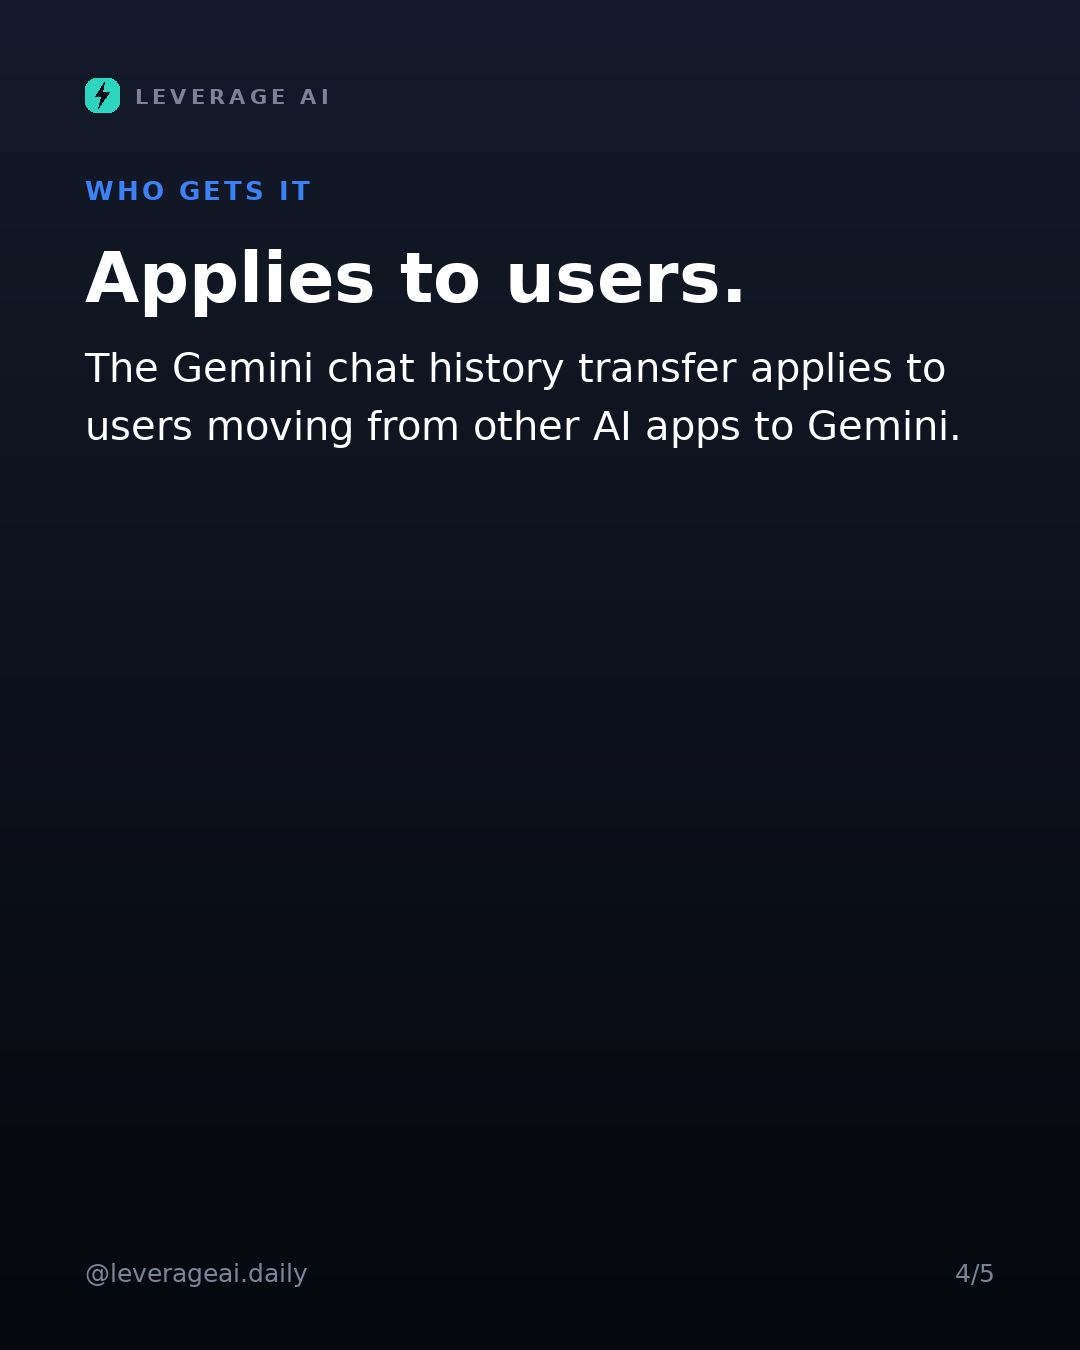 LEVERAGE AI
WHO GETS IT
Applies to users.
The Gemini chat history transfer applies to
users moving from other AI apps to Gemini.
@leverageai.daily
4/5